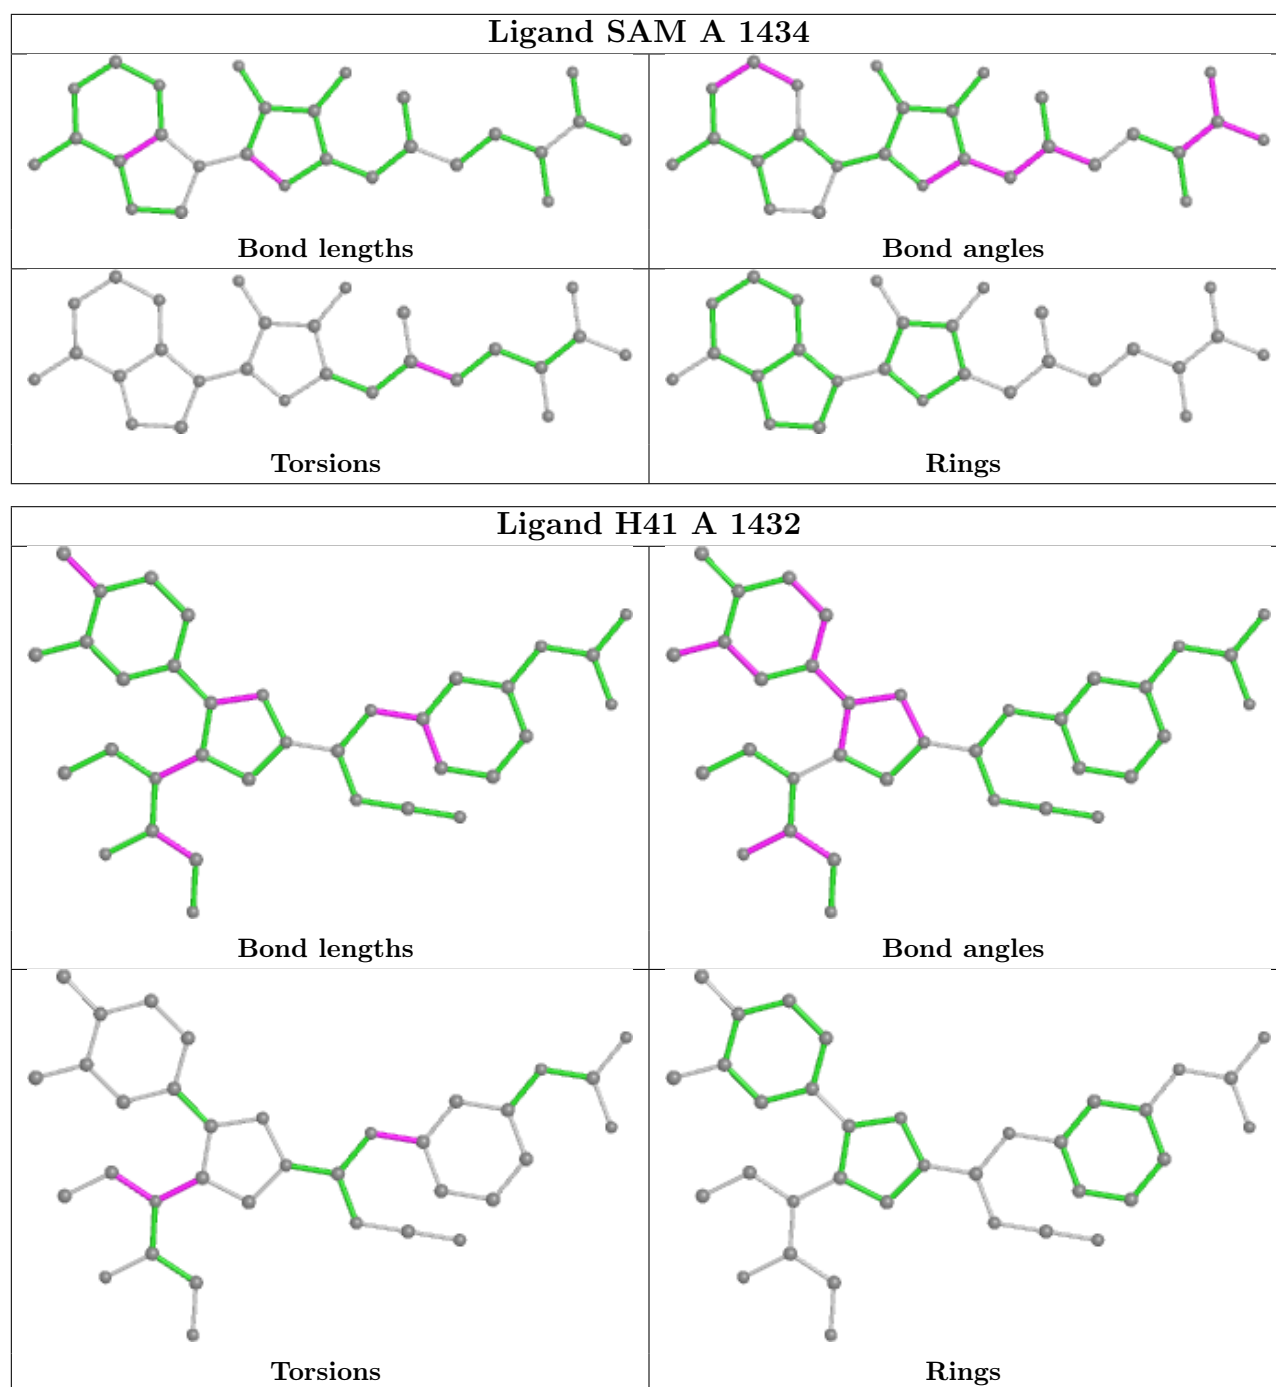 Ligand SAM A 1434
Bond lengths
Bond angles
Torsions
Rings
Ligand H41 A 1432
Bond lengths
Bond angles
Torsions
Rings